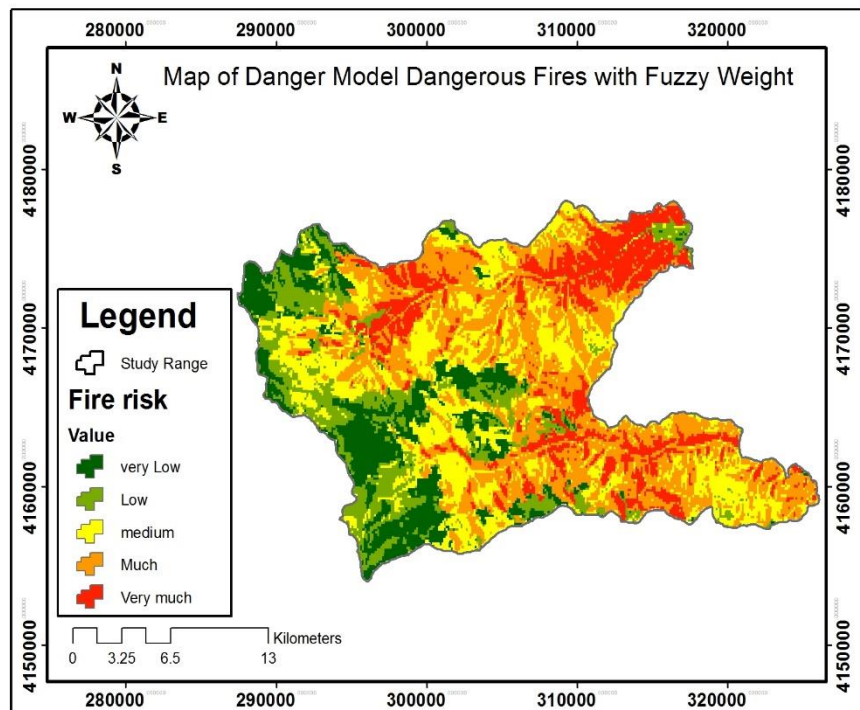 280000 290000 300000 310000 320000
Map of Danger Model Dangerous Fires with Fuzzy Weight
N
W E
S
4180000 4180000
4170000 4170000
4160000 4160000
4150000 4150000
Legend
Study Range
Fire risk
Value
very Low
Low
medium
Much
Very much
Kilometers
0 3.25 6.5 13
280000 290000 300000 310000 320000